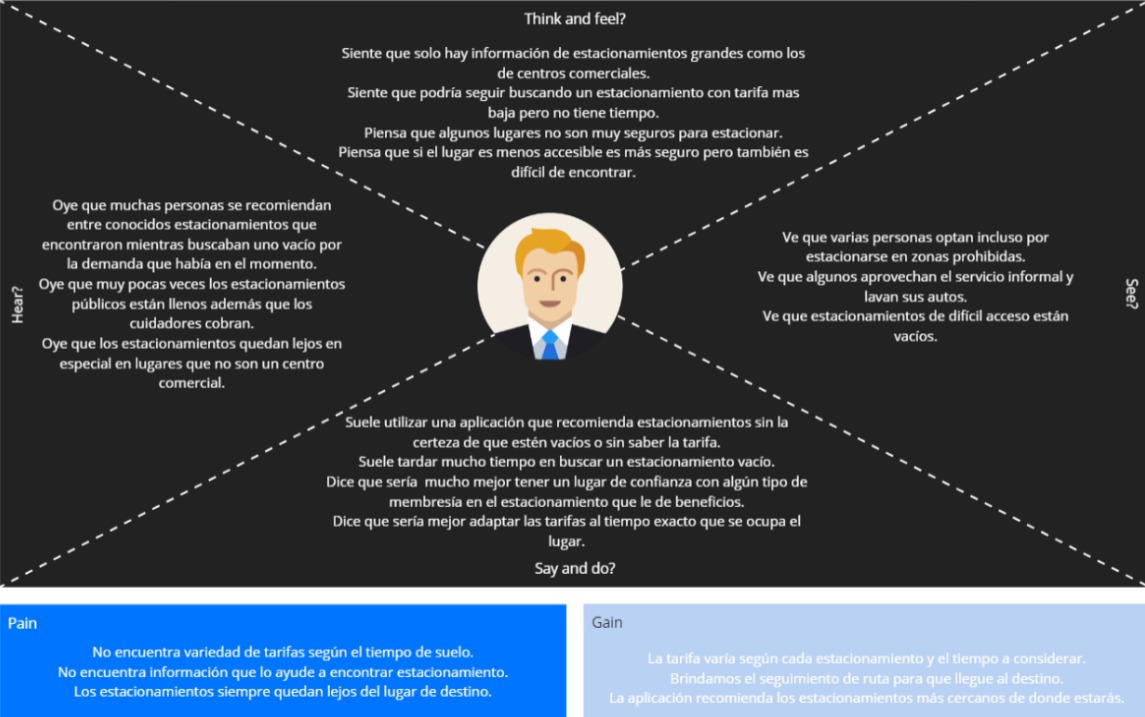 Think and feel?
Siente que solo hay información de estacionamientos grandes como los
de centros comerciales.
Siente que podría seguir buscando un estacionamiento con tarifa mas
baja pero no tiene tiempo.
Piensa que algunos lugares no son muy seguros para estacionar.
Piensa que si el lugar es menos accesible es más seguro pero también es
difícil de encontrar.
Hear?
Oye que muchas personas se recomiendan
entre conocidos estacionamientos que
encontraron mientras buscaban uno vacío por
la demanda que había en el momento.
Oye que muy pocas veces los estacionamientos
públicos están llenos además que los
cuidadores cobran.
Oye que los estacionamientos quedan lejos en
especial en lugares que no son un centro
comercial.
Ve que varias personas optan incluso por
estacionarse en zonas prohibidas.
Ve que algunos aprovechan el servicio informal y
lavan sus autos.
Ve que estacionamientos de difícil acceso están
vacíos.
See?
Suele utilizar una aplicación que recomienda estacionamientos sin la
certeza de que estén vacíos o sin saber la tarifa.
Suele tardar mucho tiempo en buscar un estacionamiento vacío.
Dice que sería mucho mejor tener un lugar de confianza con algún tipo de
membresía en el estacionamiento que le de beneficios.
Dice que sería mejor adaptar las tarifas al tiempo exacto que se ocupa el
lugar.
Say and do?
Pain
No encuentra variedad de tarifas según el tiempo de suelo.
No encuentra información que lo ayude a encontrar estacionamiento.
Los estacionamientos siempre quedan lejos del lugar de destino.
Gain
La tarifa varía según cada estacionamiento y el tiempo a considerar.
Brindamos el seguimiento de ruta para que llegue al destino.
La aplicación recomienda los estacionamientos más cercanos de donde estarás.